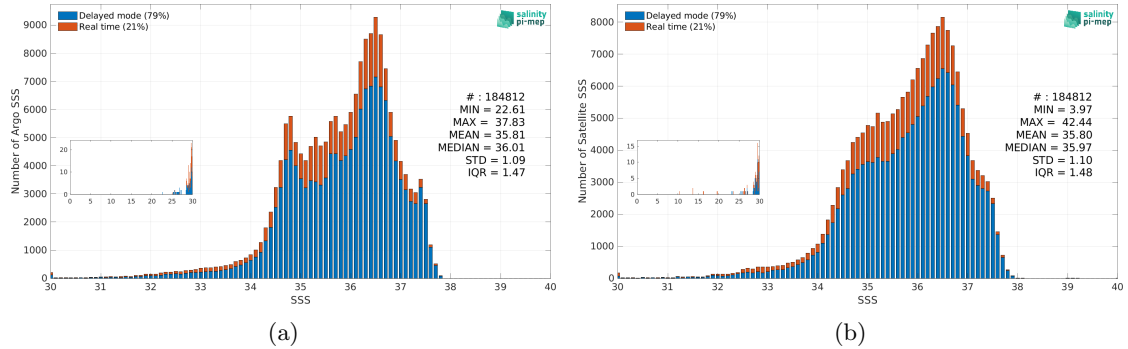 Delayed mode (79%)
Real time (21%)
salinity
pi-mep
Number of Argo SSS
9000
8000
7000
6000
5000
4000
3000
2000
1000
0
# : 184812
MIN = 22.61
MAX = 37.83
MEAN = 35.81
MEDIAN = 36.01
STD = 1.09
IQR = 1.47
20
10
0
0 5 10 15 20 25 30
30 31 32 33 34 35 36 37 38 39 40
SSS
(a)
Delayed mode (79%)
Real time (21%)
salinity
pi-mep
Number of Satellite SSS
8000
7000
6000
5000
4000
3000
2000
1000
0
# : 184812
MIN = 3.97
MAX = 42.44
MEAN = 35.80
MEDIAN = 35.97
STD = 1.10
IQR = 1.48
15
10
5
0
0 5 10 15 20 25 30
30 31 32 33 34 35 36 37 38 39 40
SSS
(b)